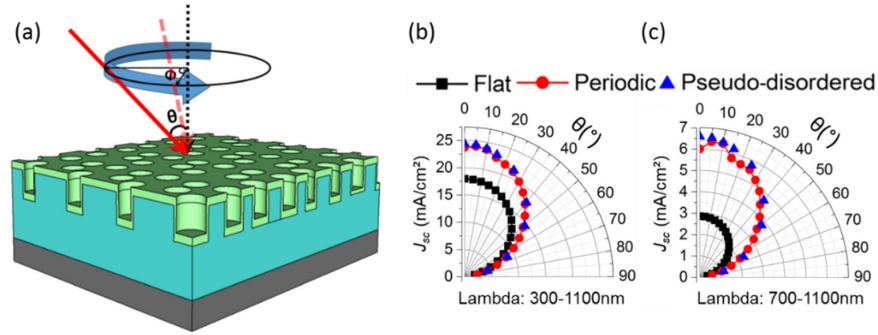 (a)
Φ
θ
(b)
(c)
Flat
Periodic
Pseudo-disordered
0
10
20
30
40
50
60
70
80
90
θ(°)
25
20
15
10
5
0
Jsc (mA/cm²)
Lambda: 300-1100nm
0
10
20
30
40
50
60
70
80
90
θ(°)
7
6
5
4
3
2
1
0
Jsc (mA/cm²)
Lambda: 700-1100nm